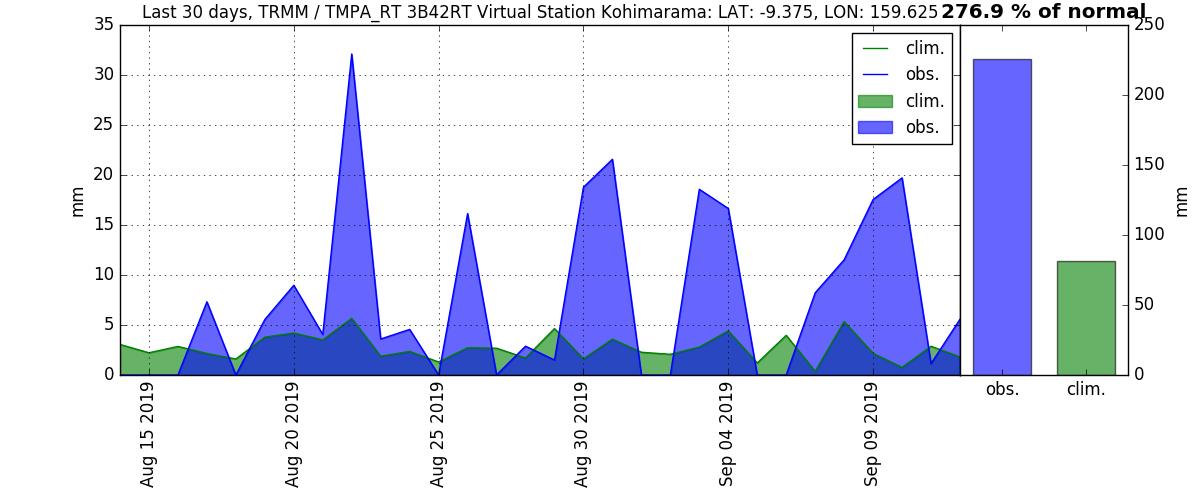 Last 30 days, TRMM / TMPA_RT 3B42RT Virtual Station Kohimarama: LAT: -9.375, LON: 159.625 276.9 % of normal
35
30
25
20
15
10
5
0
mm
Aug 15 2019
Aug 20 2019
Aug 25 2019
Aug 30 2019
Sep 04 2019
Sep 09 2019
clim.
obs.
clim.
obs.
250
200
150
100
50
0
mm
obs.
clim.